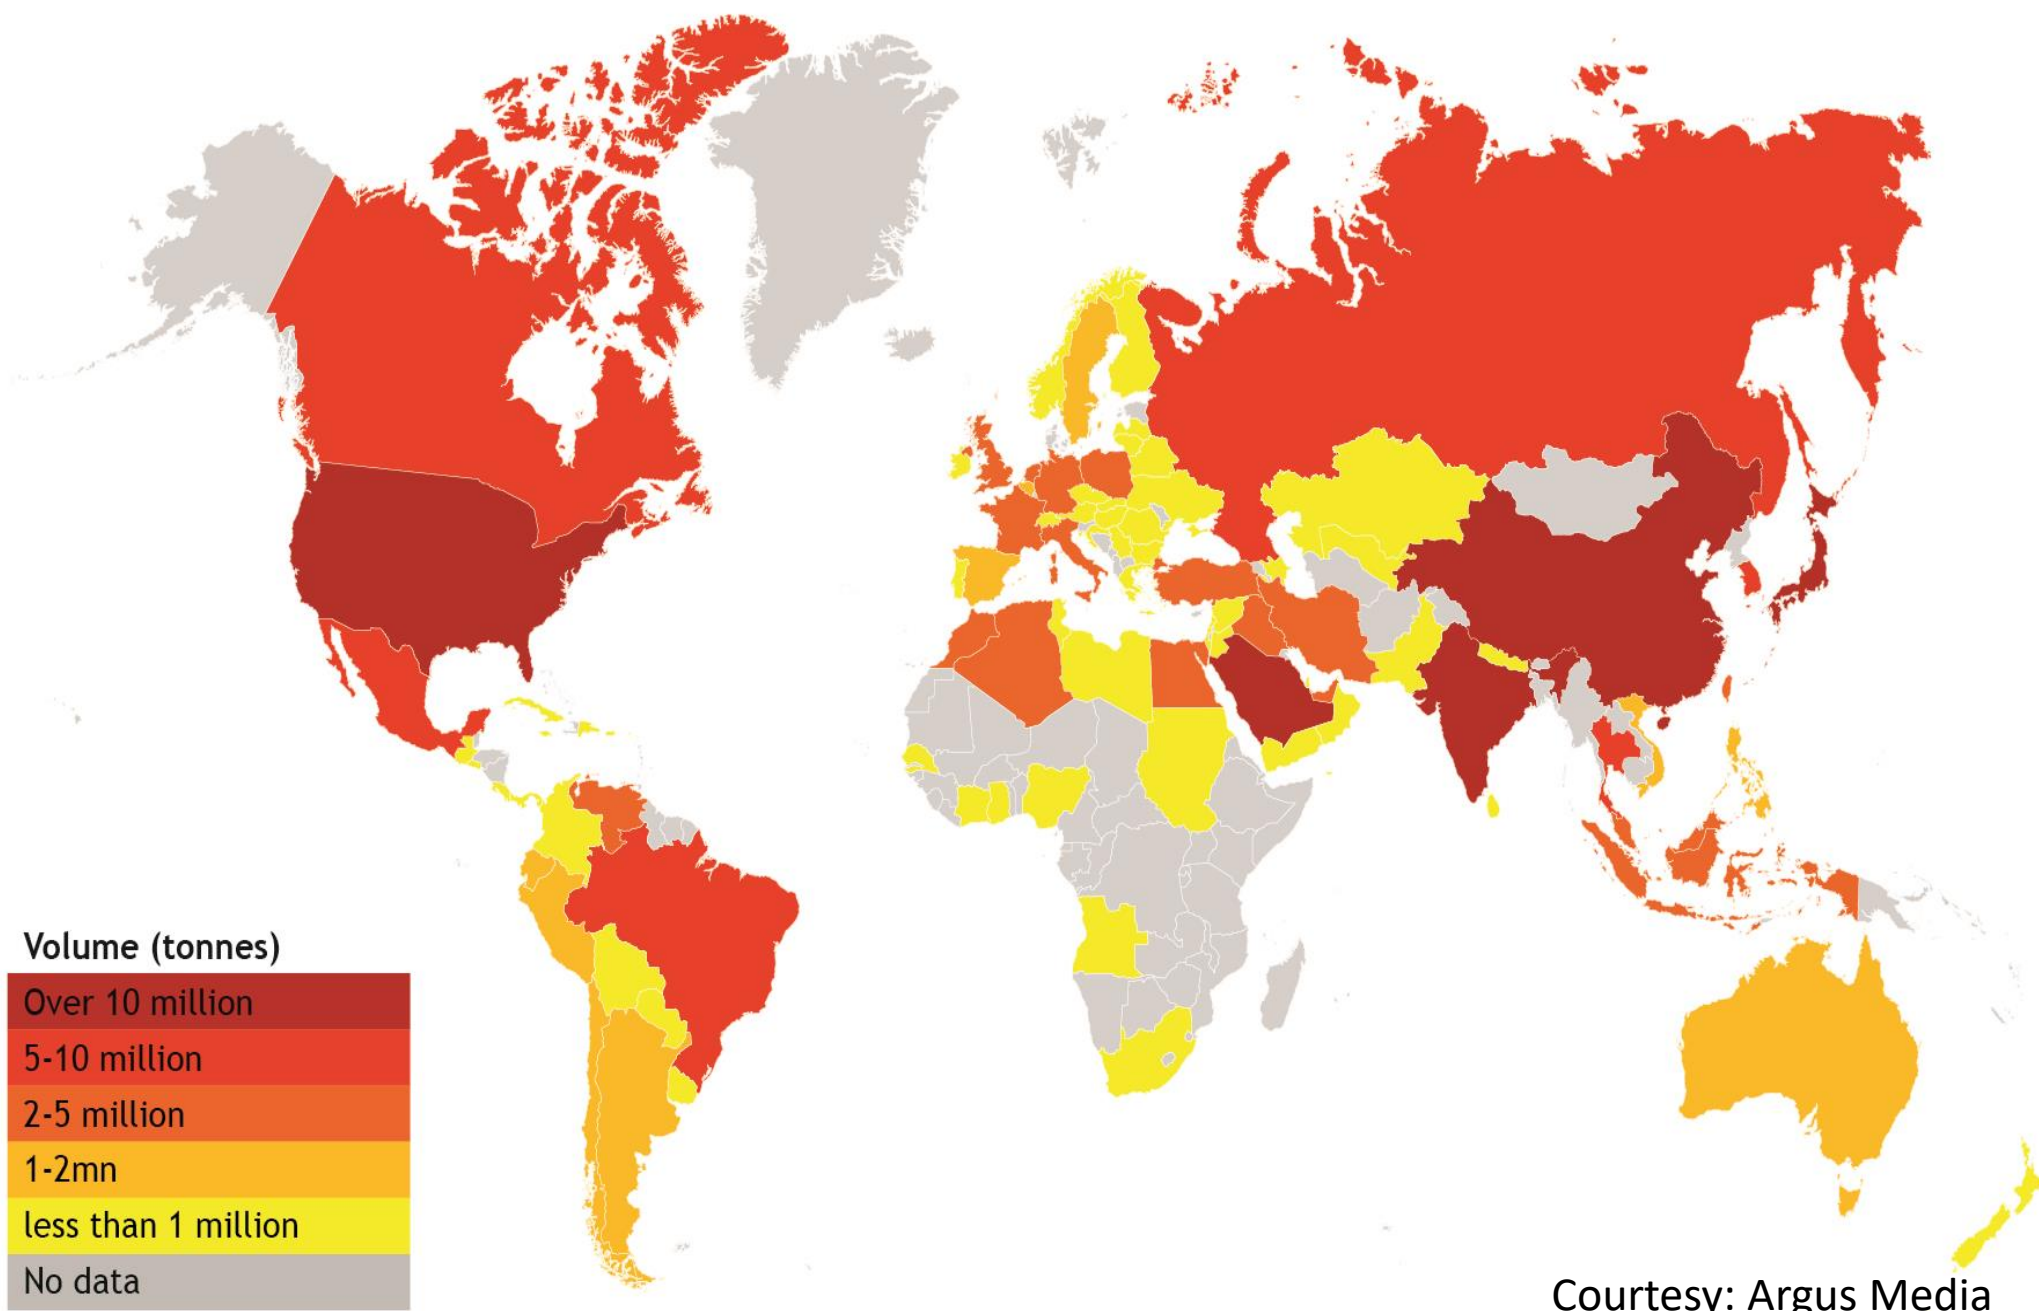 Volume (tonnes)
Over 10 million
5-10 million
2-5 million
1-2mn
less than 1 million
No data
Courtesy: Argus Media